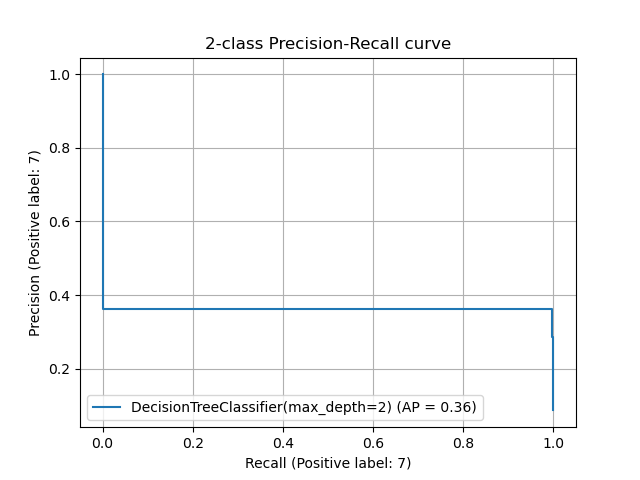 2-class Precision-Recall curve
1.0
0.8
0.6
0.4
0.2
Precision (Positive label: 7)
DecisionTreeClassifier(max_depth=2) (AP = 0.36)
0.0 0.2 0.4 0.6 0.8 1.0
Recall (Positive label: 7)